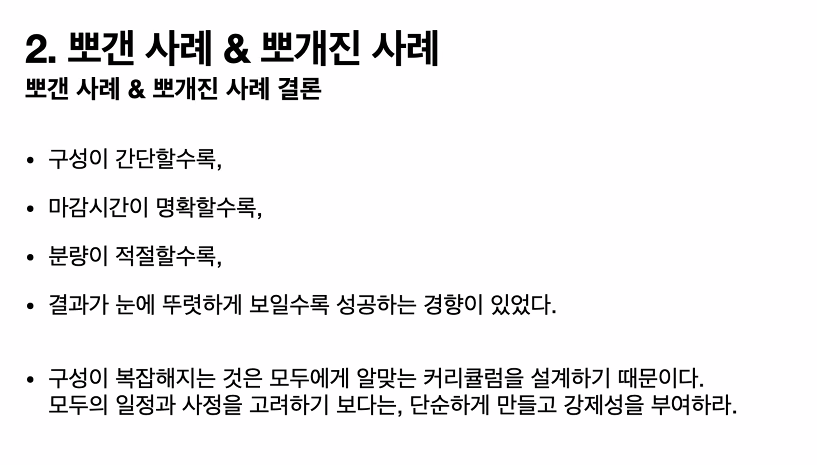 2. 뽀갠 사례 & 뽀개진 사례
뽀갠 사례 & 뽀개진 사례 결론
• 구성이 간단할수록,
• 마감시간이 명확할수록,
• 분량이 적절할수록,
• 결과가 눈에 뚜렷하게 보일수록 성공하는 경향이 있었다.
• 구성이 복잡해지는 것은 모두에게 알맞는 커리큘럼을 설계하기 때문이다.
모두의 일정과 사정을 고려하기 보다는, 단순하게 만들고 강제성을 부여하라.